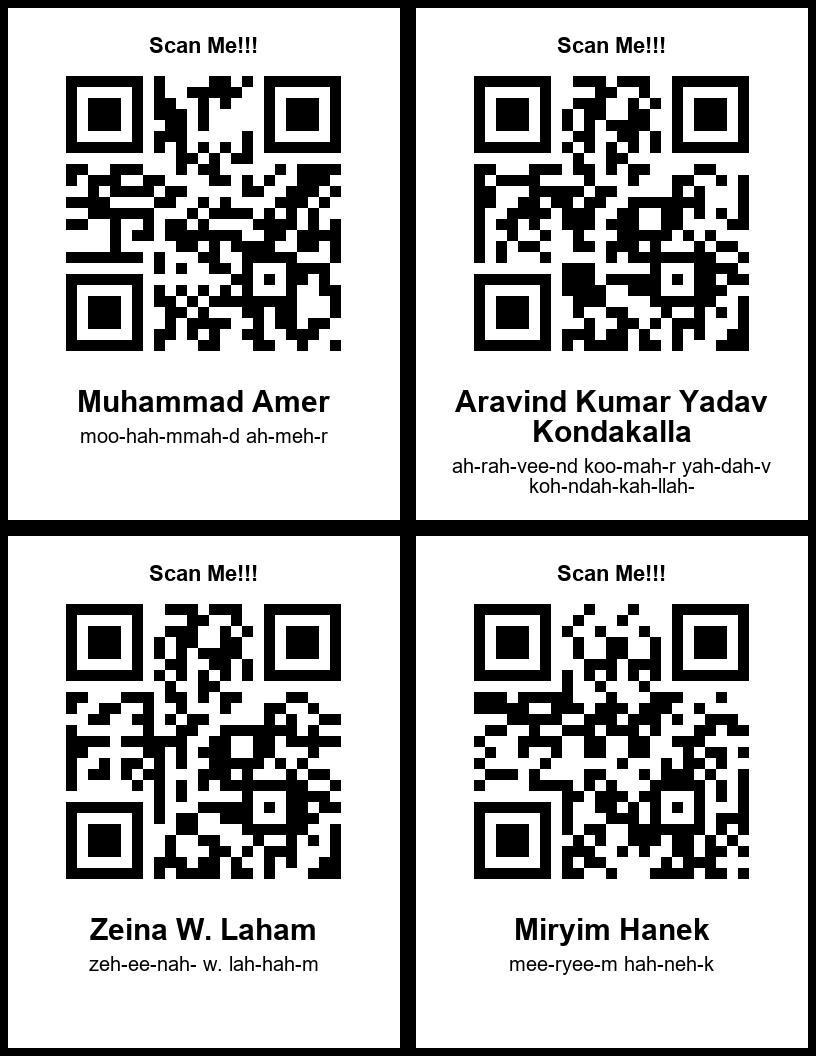 Scan Me!!!
Muhammad Amer
moo-hah-mmah-d ah-meh-r
Scan Me!!!
Aravind Kumar Yadav
Kondakalla
ah-rah-vee-nd koo-mah-r yah-dah-v
koh-ndah-kah-llah-
Scan Me!!!
Zeina W. Laham
zeh-ee-nah- w. lah-hah-m
Scan Me!!!
Miryim Hanek
mee-ryee-m hah-neh-k